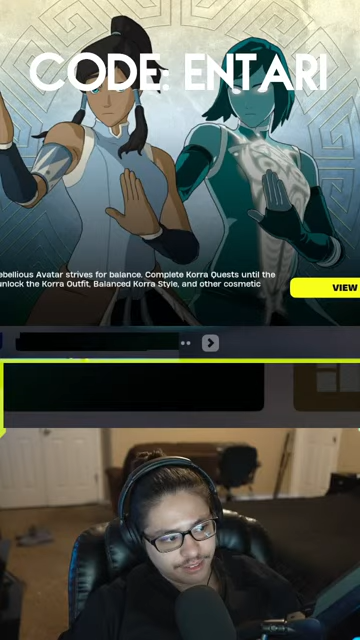 CODE: ENTARI
ebellious Avatar strives for balance. Complete Korra Quests until the
unlock the Korra Outfit, Balanced Korra Style, and other cosmetic
VIEW